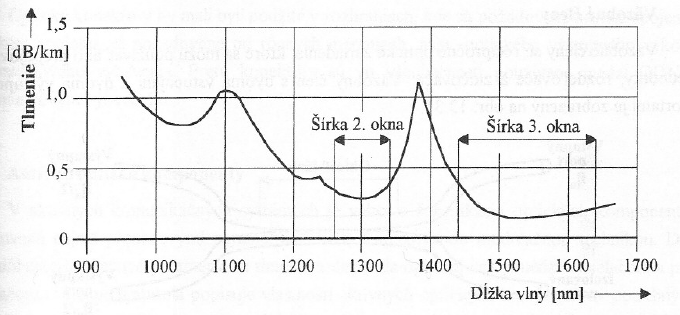 1,5
[dB/km]
Tlmenie
1,0
0,5
0
Šírka 2. okna
Šírka 3. okna
900 1000 1100 1200 1300 1400 1500 1600 1700
Dĺžka vlny [nm]